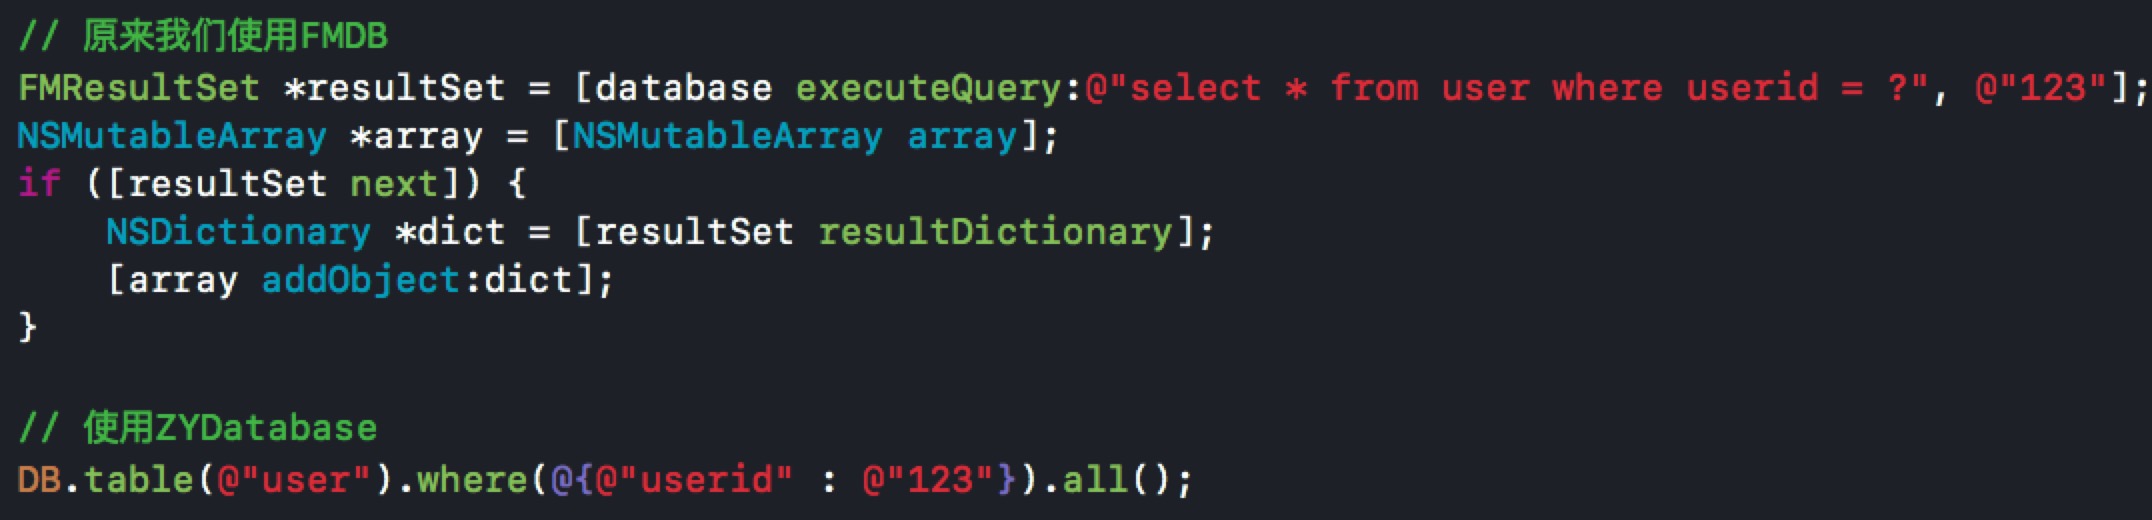 // 原来我们使用FMDB
FMResultSet *resultSet = [database executeQuery:@"select * from user where userid = ?", @"123"];
NSMutableArray *array = [NSMutableArray array];
if ([resultSet next]) {
    NSDictionary *dict = [resultSet resultDictionary];
    [array addObject:dict];
}
// 使用ZYDatabase
DB.table(@"user").where(@{@"userid" : @"123"}).all();